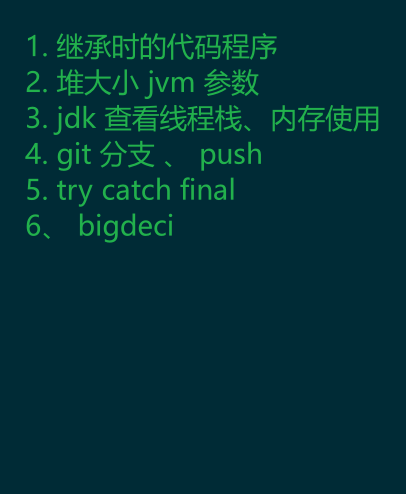 1. 继承时的代码程序
2. 堆大小 jvm 参数
3. jdk 查看线程栈、内存使用
4. git 分支 、 push
5. try catch final
6、 bigdeci